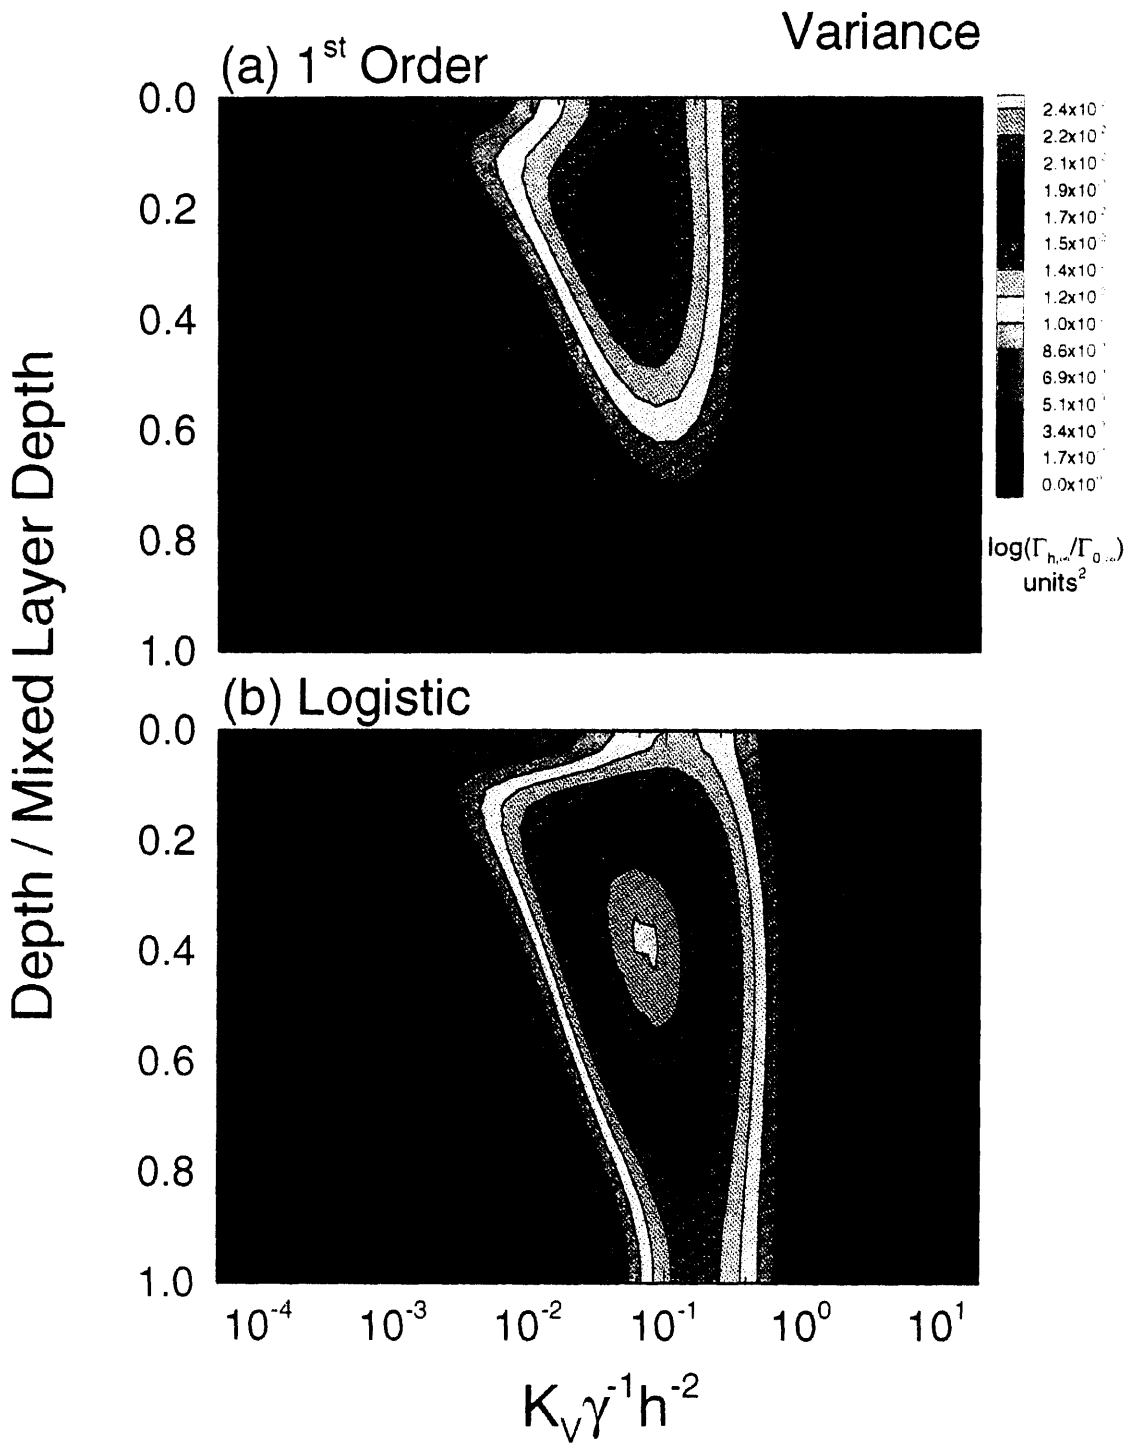 Variance
(a) 1st Order
0.0
0.2
0.4
0.6
0.8
1.0
2.4x10
2.2x10
2.1x10
1.9x10
1.7x10
1.5x10
1.4x10
1.2x10
1.0x10
8.6x10
6.9x10
5.1x10
3.4x10
1.7x10
0.0x10
log(Γh,∞/Γ0,∞)
units²
Depth / Mixed Layer Depth
(b) Logistic
0.0
0.2
0.4
0.6
0.8
1.0
10⁻⁴ 10⁻³ 10⁻² 10⁻¹ 10⁰ 10¹
KVγ⁻¹h⁻²